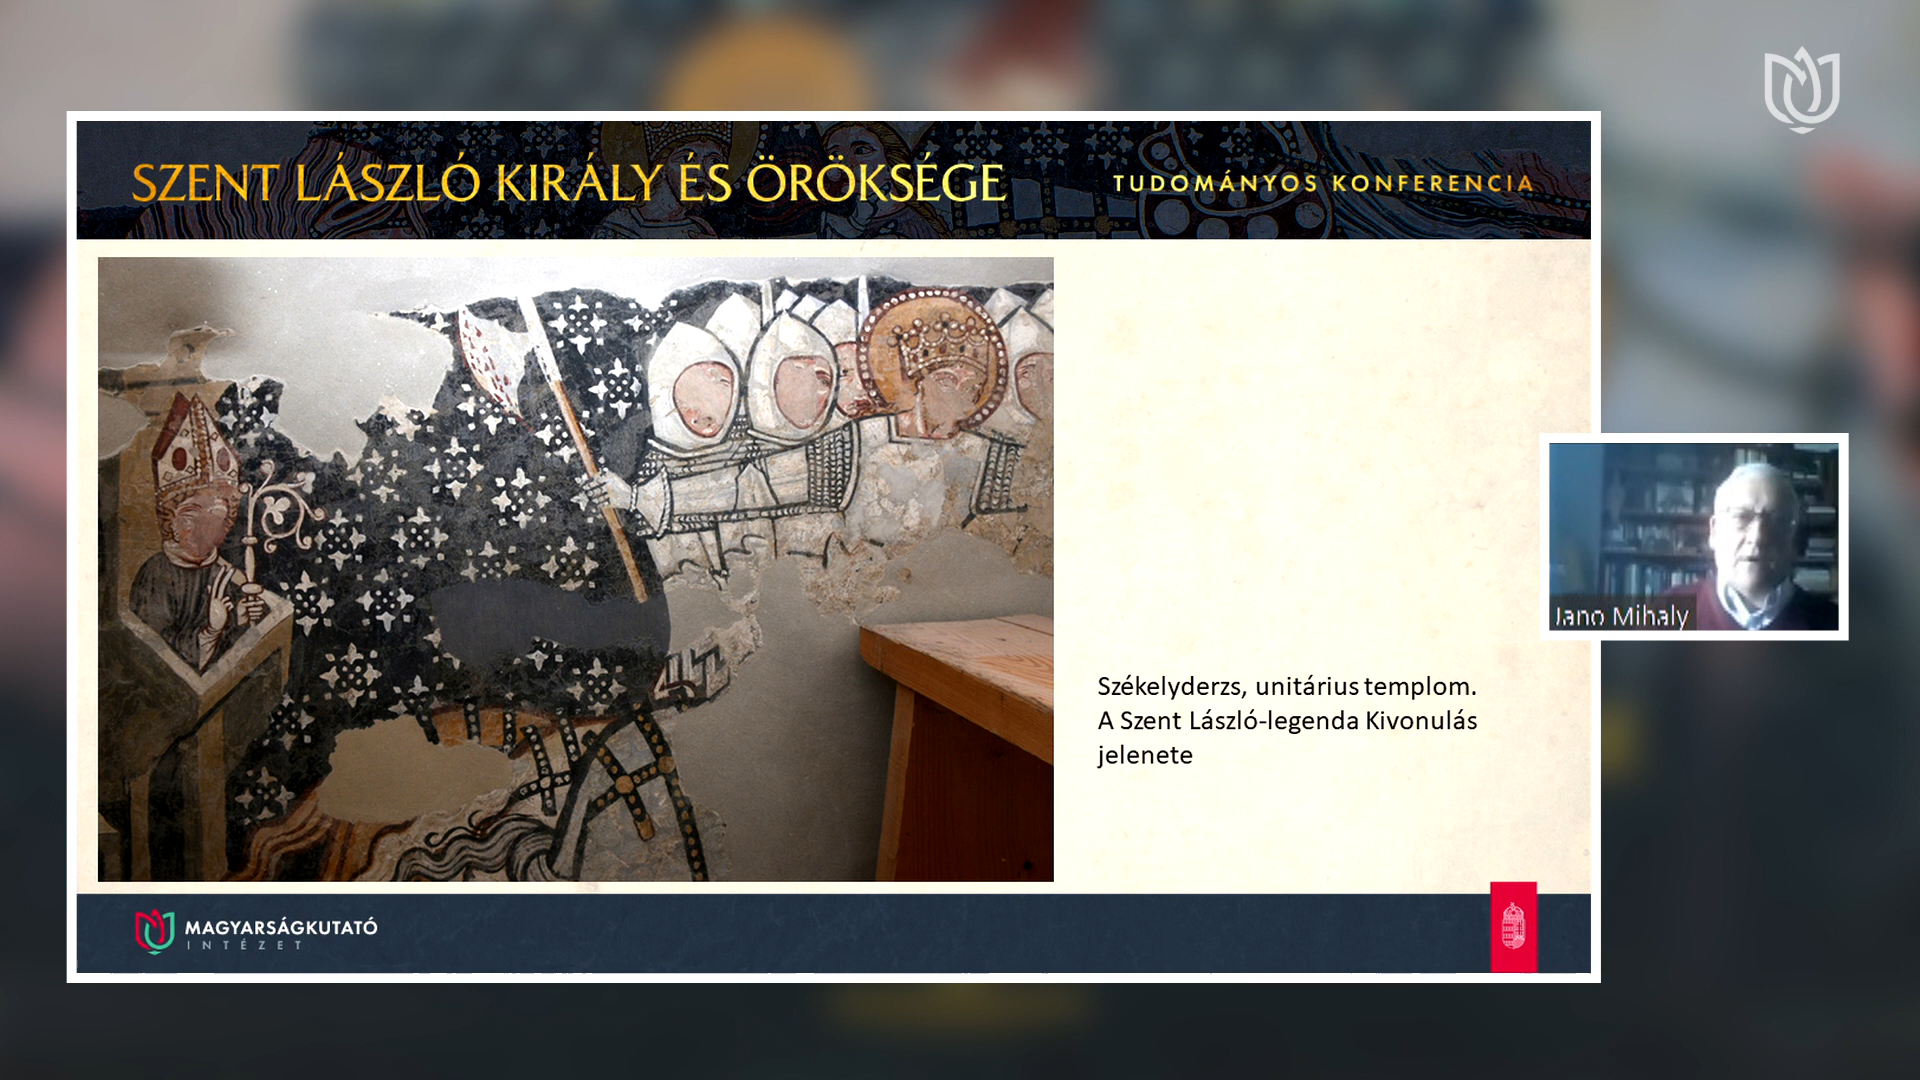 SZENT LÁSZLÓ KIRÁLY ÉS ÖRÖKSÉGE
TUDOMÁNYOS KONFERENCIA
Jano Mihaly
Székelyderzs, unitárius templom.
A Szent László-legenda Kivonulás
jelenete
MAGYARSÁGKUTATÓ
INTÉZET